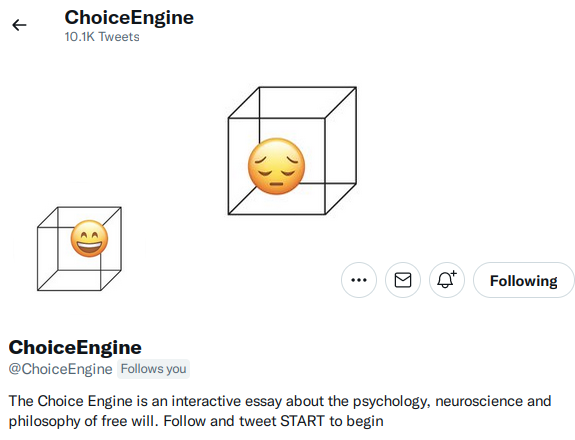 ChoiceEngine
10.1K Tweets
Following
ChoiceEngine
@ChoiceEngine Follows you
The Choice Engine is an interactive essay about the psychology, neuroscience and
philosophy of free will. Follow and tweet START to begin